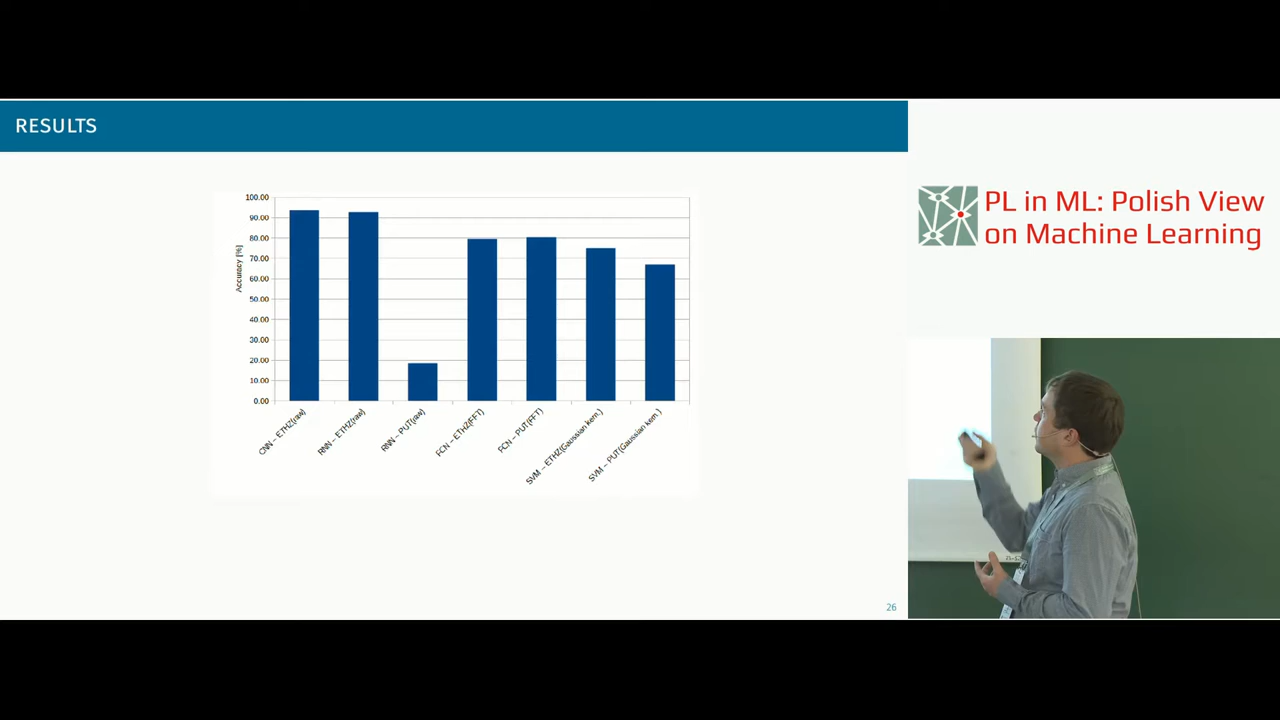 RESULTS
100.00
90.00
80.00
70.00
60.00
50.00
40.00
30.00
20.00
10.00
0.00
Accuracy [%]
CNN – ETHZ(raw)
RNN – ETHZ(raw)
RNN – PUT(raw)
FCN – ETHZ(FFT)
FCN – PUT(FFT)
SVM – ETHZ(Gaussian kern.)
SVM – PUT(Gaussian kern.)
26
PL in ML: Polish View
on Machine Learning